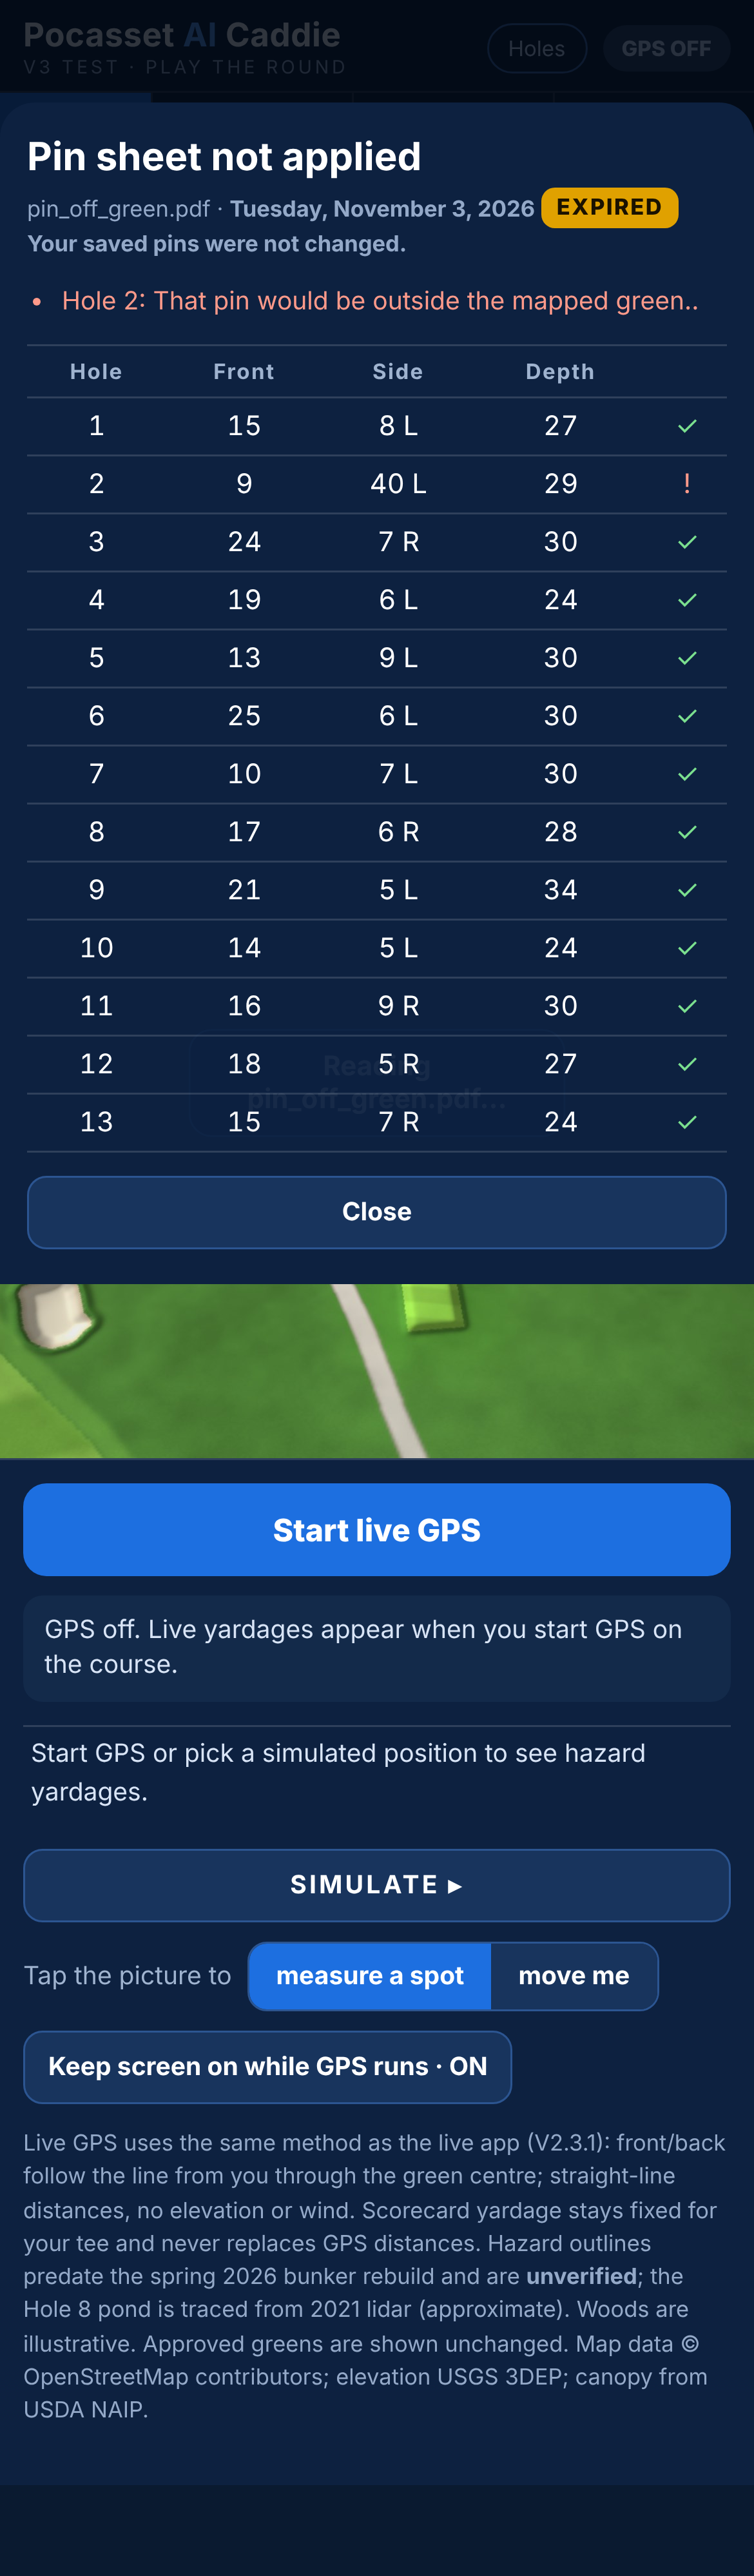 Pocasset AI Caddie
V3 TEST · PLAY THE ROUND
Holes
GPS OFF
Pin sheet not applied
pin_off_green.pdf · Tuesday, November 3, 2026 EXPIRED
Your saved pins were not changed.
• Hole 2: That pin would be outside the mapped green..
Hole Front Side Depth
1 15 8 L 27 ✓
2 9 40 L 29 !
3 24 7 R 30 ✓
4 19 6 L 24 ✓
5 13 9 L 30 ✓
6 25 6 L 30 ✓
7 10 7 L 30 ✓
8 17 6 R 28 ✓
9 21 5 L 34 ✓
10 14 5 L 24 ✓
11 16 9 R 30 ✓
12 18 5 R 27 ✓
13 15 7 R 24 ✓
Reading
pin_off_green.pdf...
Close
Start live GPS
GPS off. Live yardages appear when you start GPS on
the course.
Start GPS or pick a simulated position to see hazard
yardages.
SIMULATE ▸
Tap the picture to measure a spot move me
Keep screen on while GPS runs · ON
Live GPS uses the same method as the live app (V2.3.1): front/back
follow the line from you through the green centre; straight-line
distances, no elevation or wind. Scorecard yardage stays fixed for
your tee and never replaces GPS distances. Hazard outlines
predate the spring 2026 bunker rebuild and are unverified; the
Hole 8 pond is traced from 2021 lidar (approximate). Woods are
illustrative. Approved greens are shown unchanged. Map data ©
OpenStreetMap contributors; elevation USGS 3DEP; canopy from
USDA NAIP.